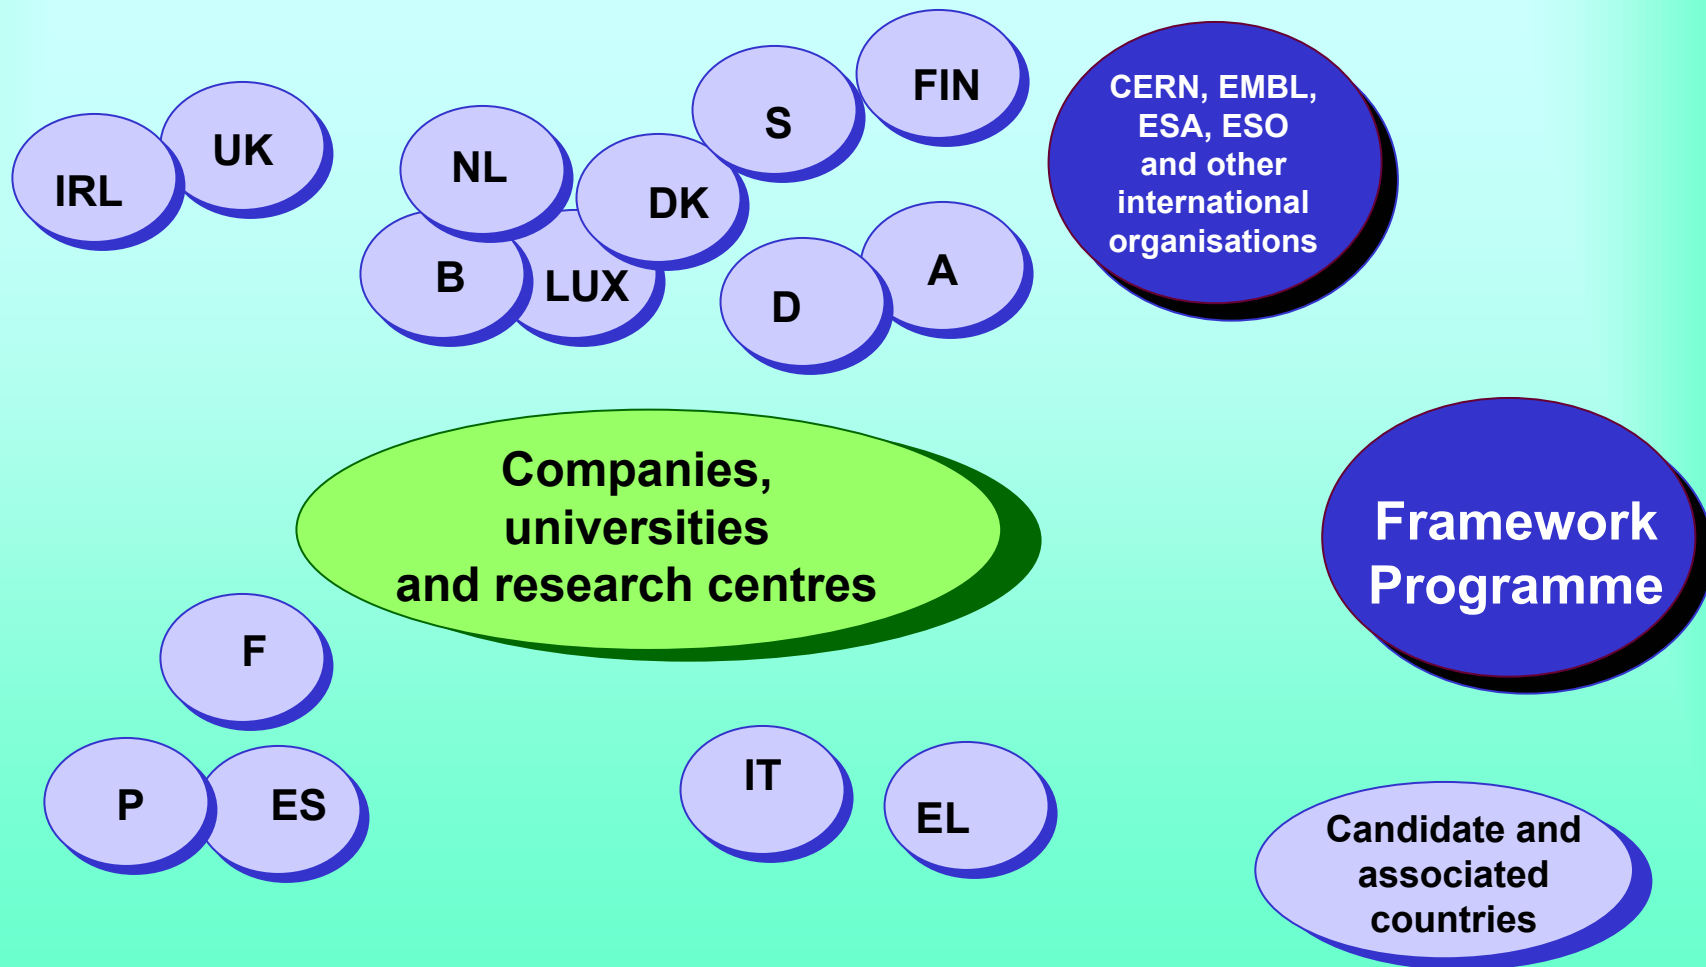 FIN
CERN, EMBL,
ESA, ESO
and other
international
organisations
S
UK
NL
IRL
DK
B
LUX
D
A
Companies,
universities
and research centres
Framework
Programme
F
P
ES
IT
EL
Candidate and
associated
countries